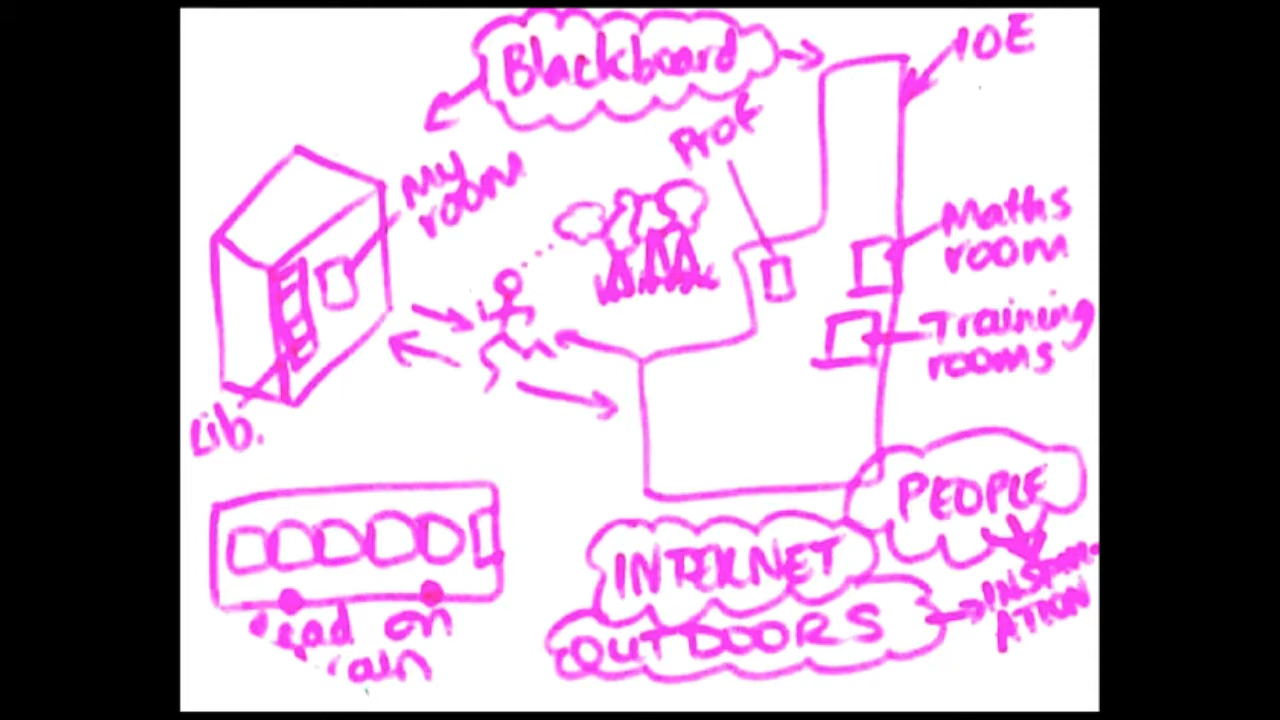 Blackboard
IOE
Prof
My
room
Maths
room
Training
rooms
Lib.
PEOPLE
INTERNET
OUTDOORS
INSPIR-
ATION
read on